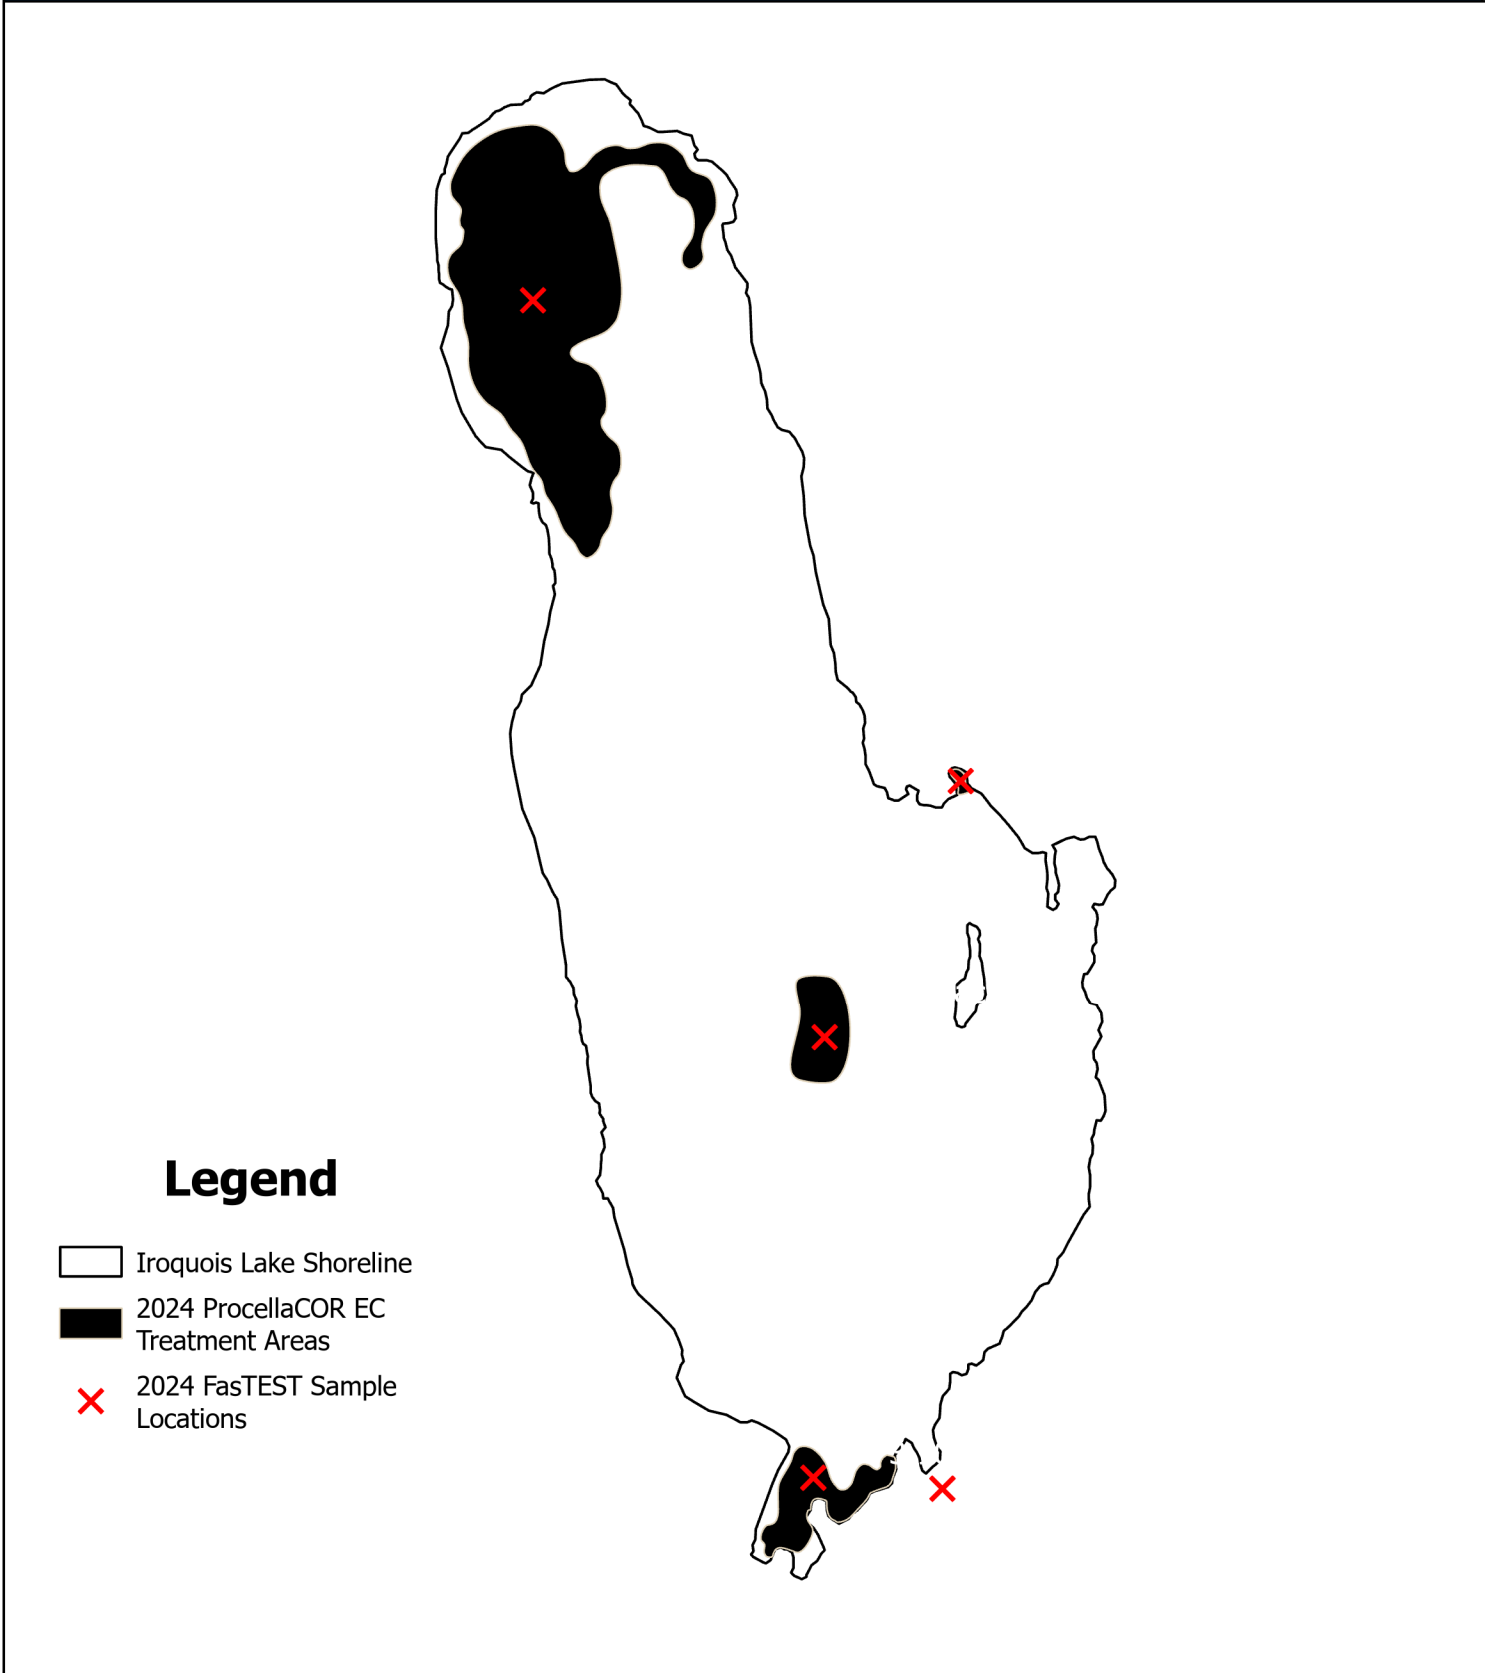 Legend
Iroquois Lake Shoreline
2024 ProcellaCOR EC
Treatment Areas
2024 FasTEST Sample
Locations